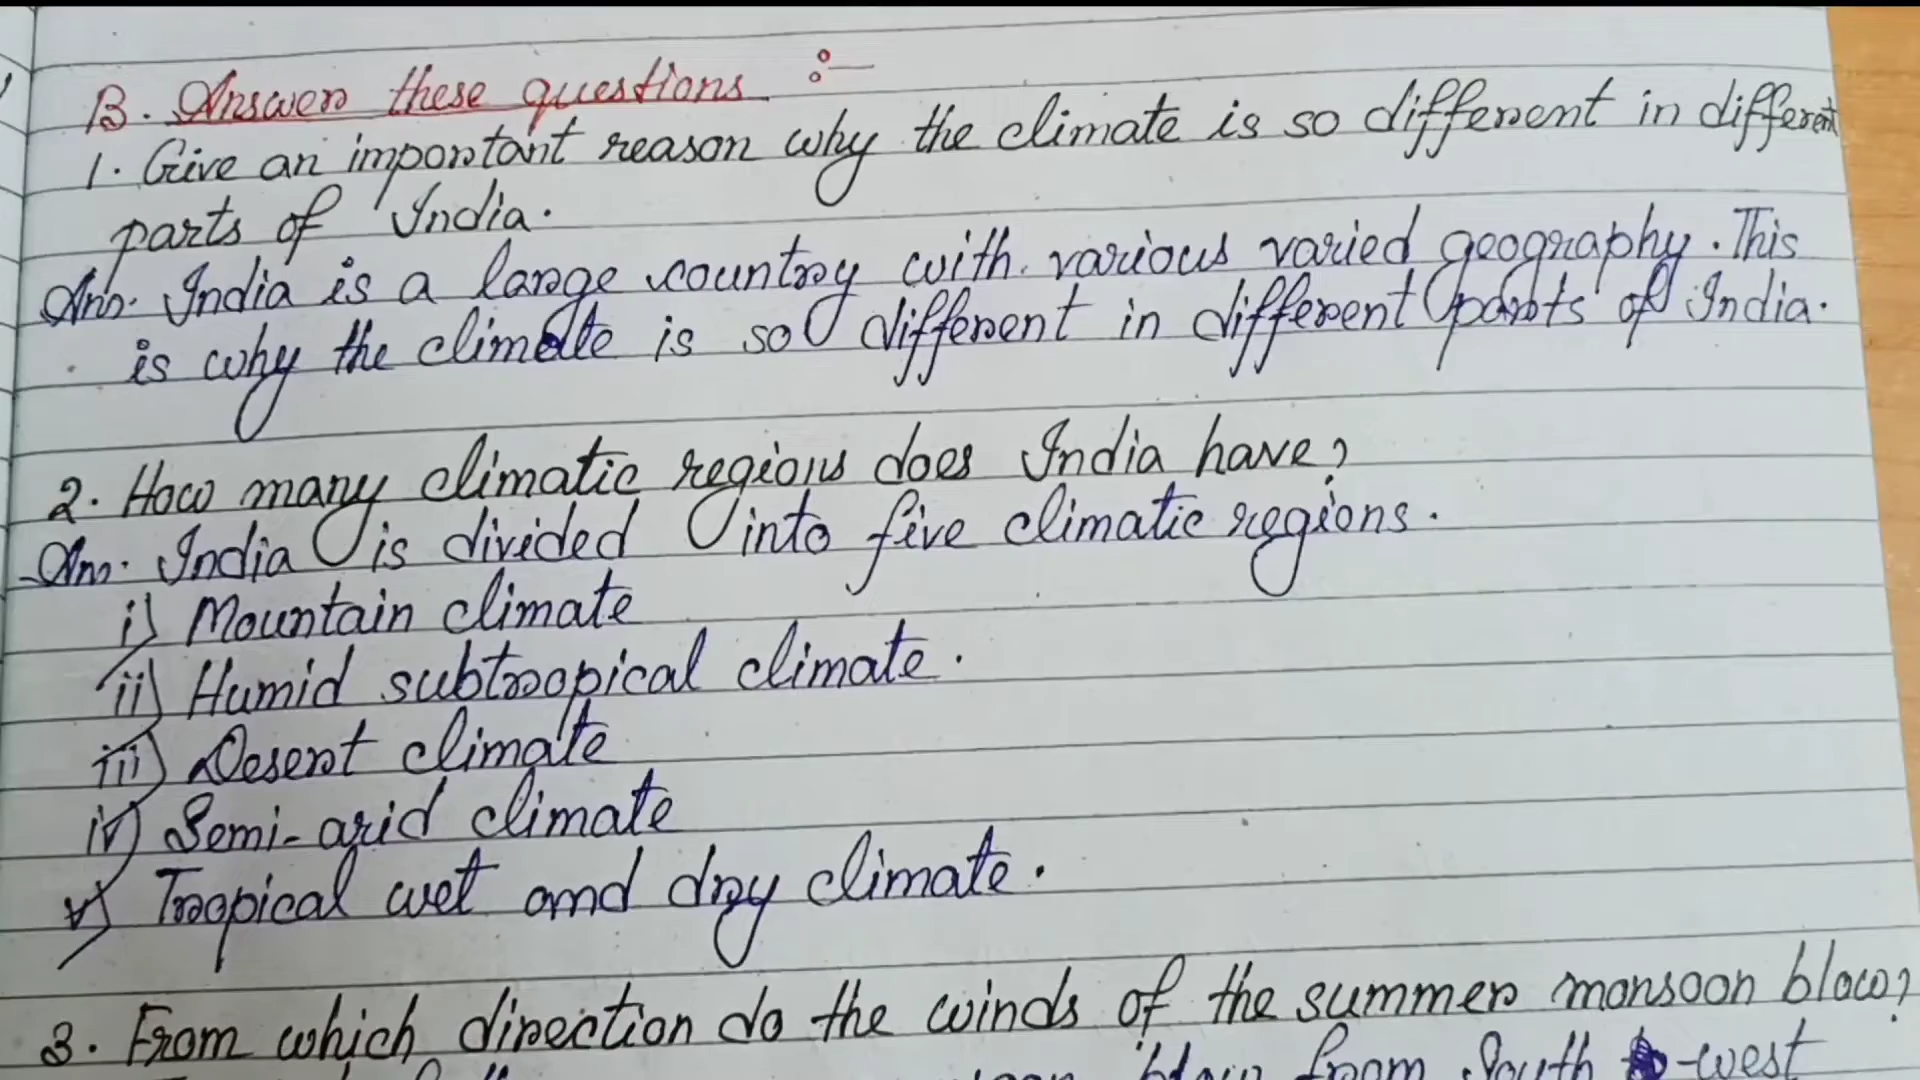 B. Answer these questions :-
1. Give an important reason why the climate is so different in different
parts of India.
Ans. India is a large country with various varied geography. This
is why the climate is so different in different parts of India.
2. How many climatic regions does India have?
Ans. India is divided into five climatic regions.
i) Mountain climate
ii) Humid subtropical climate.
iii) Desert climate
iv) Semi-arid climate
v) Tropical wet and dry climate.
3. From which direction do the winds of the summer monsoon blow?
blow from South -west